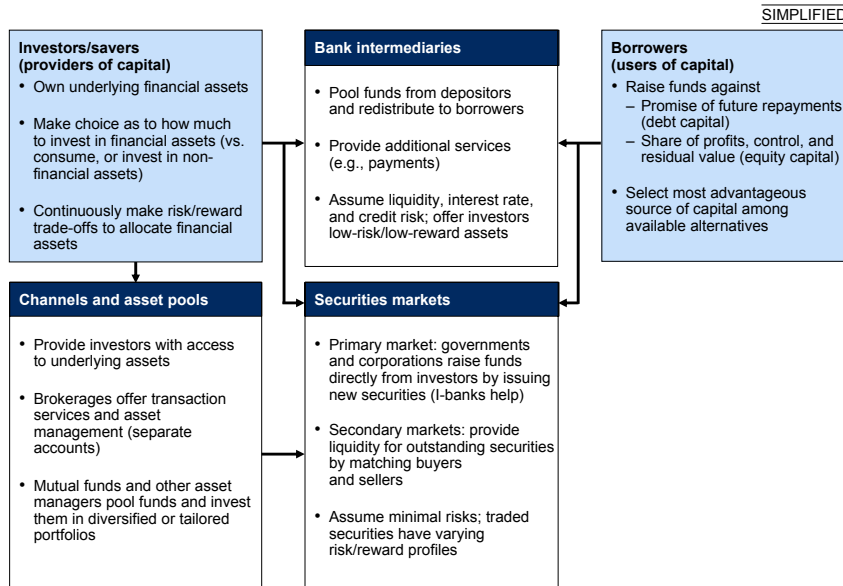 SIMPLIFIED
Investors/savers
(providers of capital)
• Own underlying financial assets
• Make choice as to how much
to invest in financial assets (vs.
consume, or invest in non-
financial assets)
• Continuously make risk/reward
trade-offs to allocate financial
assets
Bank intermediaries
• Pool funds from depositors
and redistribute to borrowers
• Provide additional services
(e.g., payments)
• Assume liquidity, interest rate,
and credit risk; offer investors
low-risk/low-reward assets
Borrowers
(users of capital)
• Raise funds against
– Promise of future repayments
(debt capital)
– Share of profits, control, and
residual value (equity capital)
• Select most advantageous
source of capital among
available alternatives
Channels and asset pools
• Provide investors with access
to underlying assets
• Brokerages offer transaction
services and asset
management (separate
accounts)
• Mutual funds and other asset
managers pool funds and invest
them in diversified or tailored
portfolios
Securities markets
• Primary market: governments
and corporations raise funds
directly from investors by issuing
new securities (I-banks help)
• Secondary markets: provide
liquidity for outstanding securities
by matching buyers
and sellers
• Assume minimal risks; traded
securities have varying
risk/reward profiles